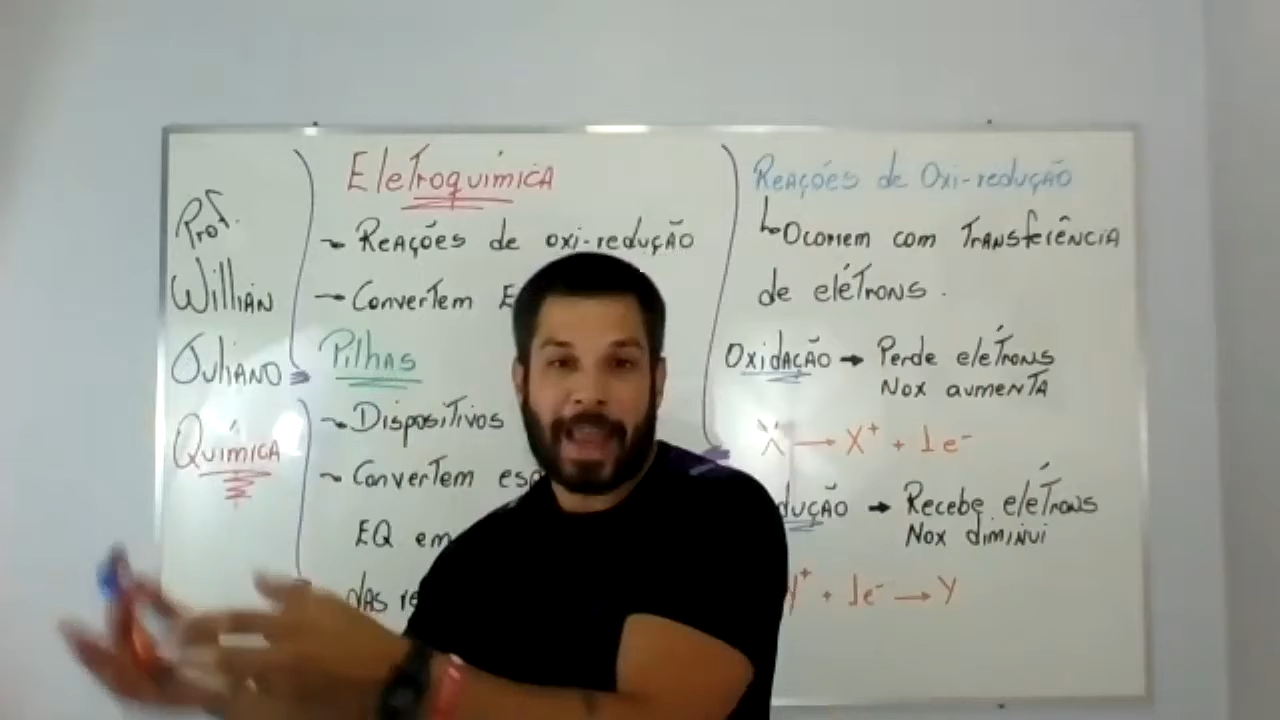 Prof.
Willian
Juliano
Química
Eletroquímica
Reações de oxi-redução
Convertem
Pilhas
Dispositivos
Convertem
EQ em
das
Reações de Oxi-redução
Ocorrem com Transferência
de elétrons.
Oxidação → Perde elétrons
Nox aumenta
Ẍ → X⁺ + 1e⁻
→ Recebe elétrons
Nox diminui
Y⁺ + 1e⁻ → Y